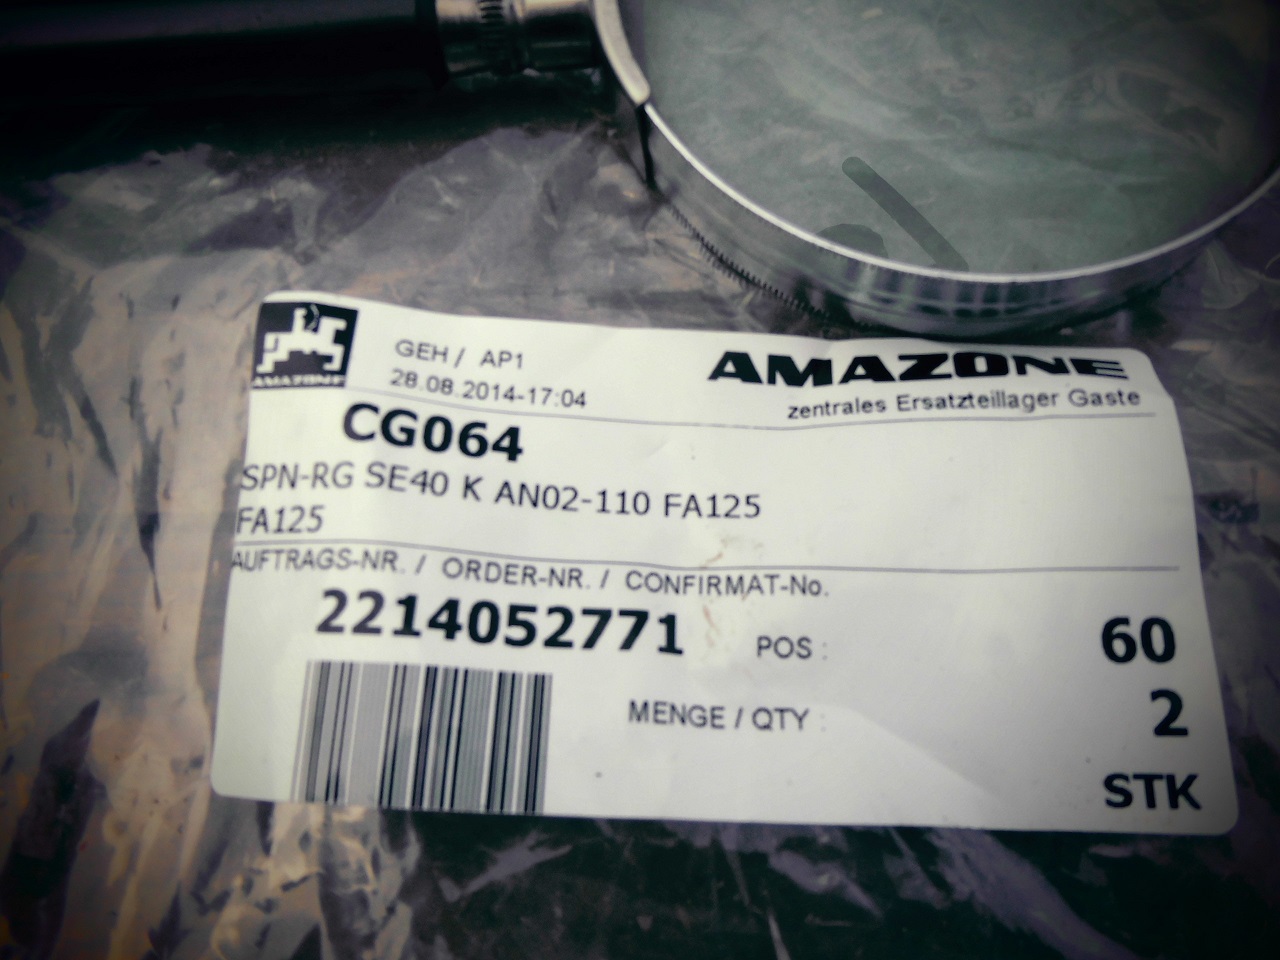 AMAZONE
GEH / AP1
28.08.2014-17:04
AMAZONE
zentrales Ersatzteillager Gaste
CG064
SPN-RG SE40 K AN02-110 FA125
FA125
AUFTRAGS-NR. / ORDER-NR. / CONFIRMAT-No.
2214052771 POS : 60
MENGE / QTY : 2
STK